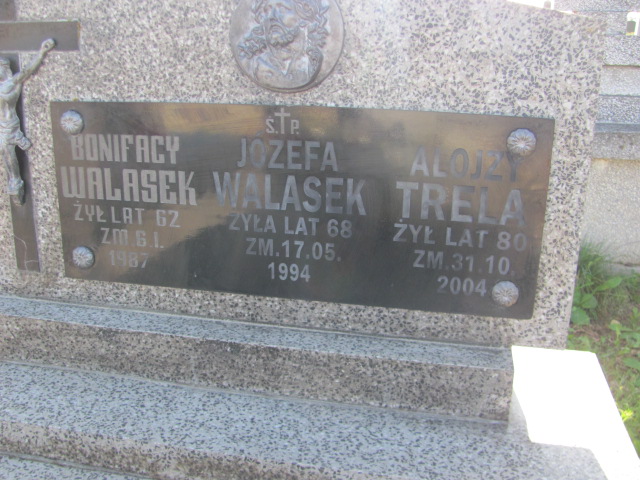 Ś.†P.
BONIFACY
WALASEK
ŻYŁ LAT 62
ZM. 6.I.
1987
JÓZEFA
WALASEK
ŻYŁA LAT 68
ZM.17.05.
1994
ALOJZY
TRELA
ŻYŁ LAT 80
ZM.31.10.
2004